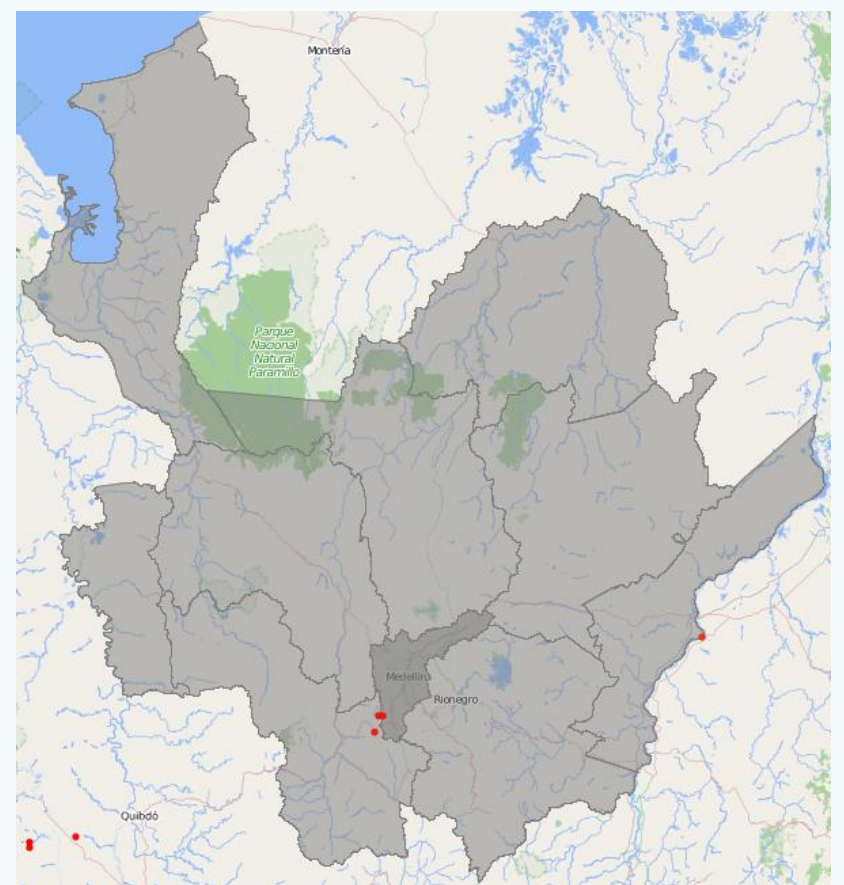 Montería
Parque
Nacional
Natural
Paramillo
Medellín
Rionegro
Quibdó